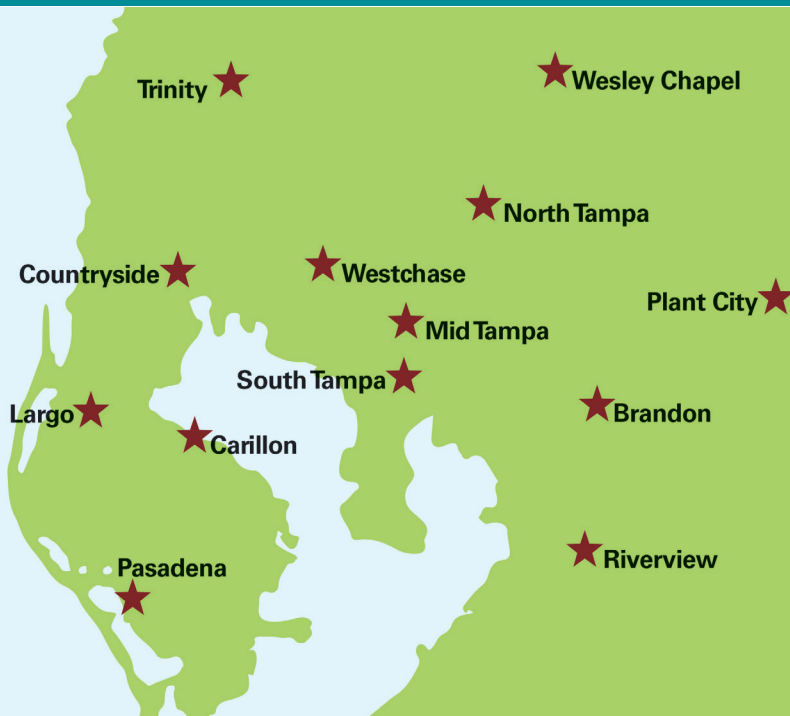 Wesley Chapel
Trinity
North Tampa
Countryside
Westchase
Plant City
Mid Tampa
South Tampa
Largo
Brandon
Carillon
Riverview
Pasadena